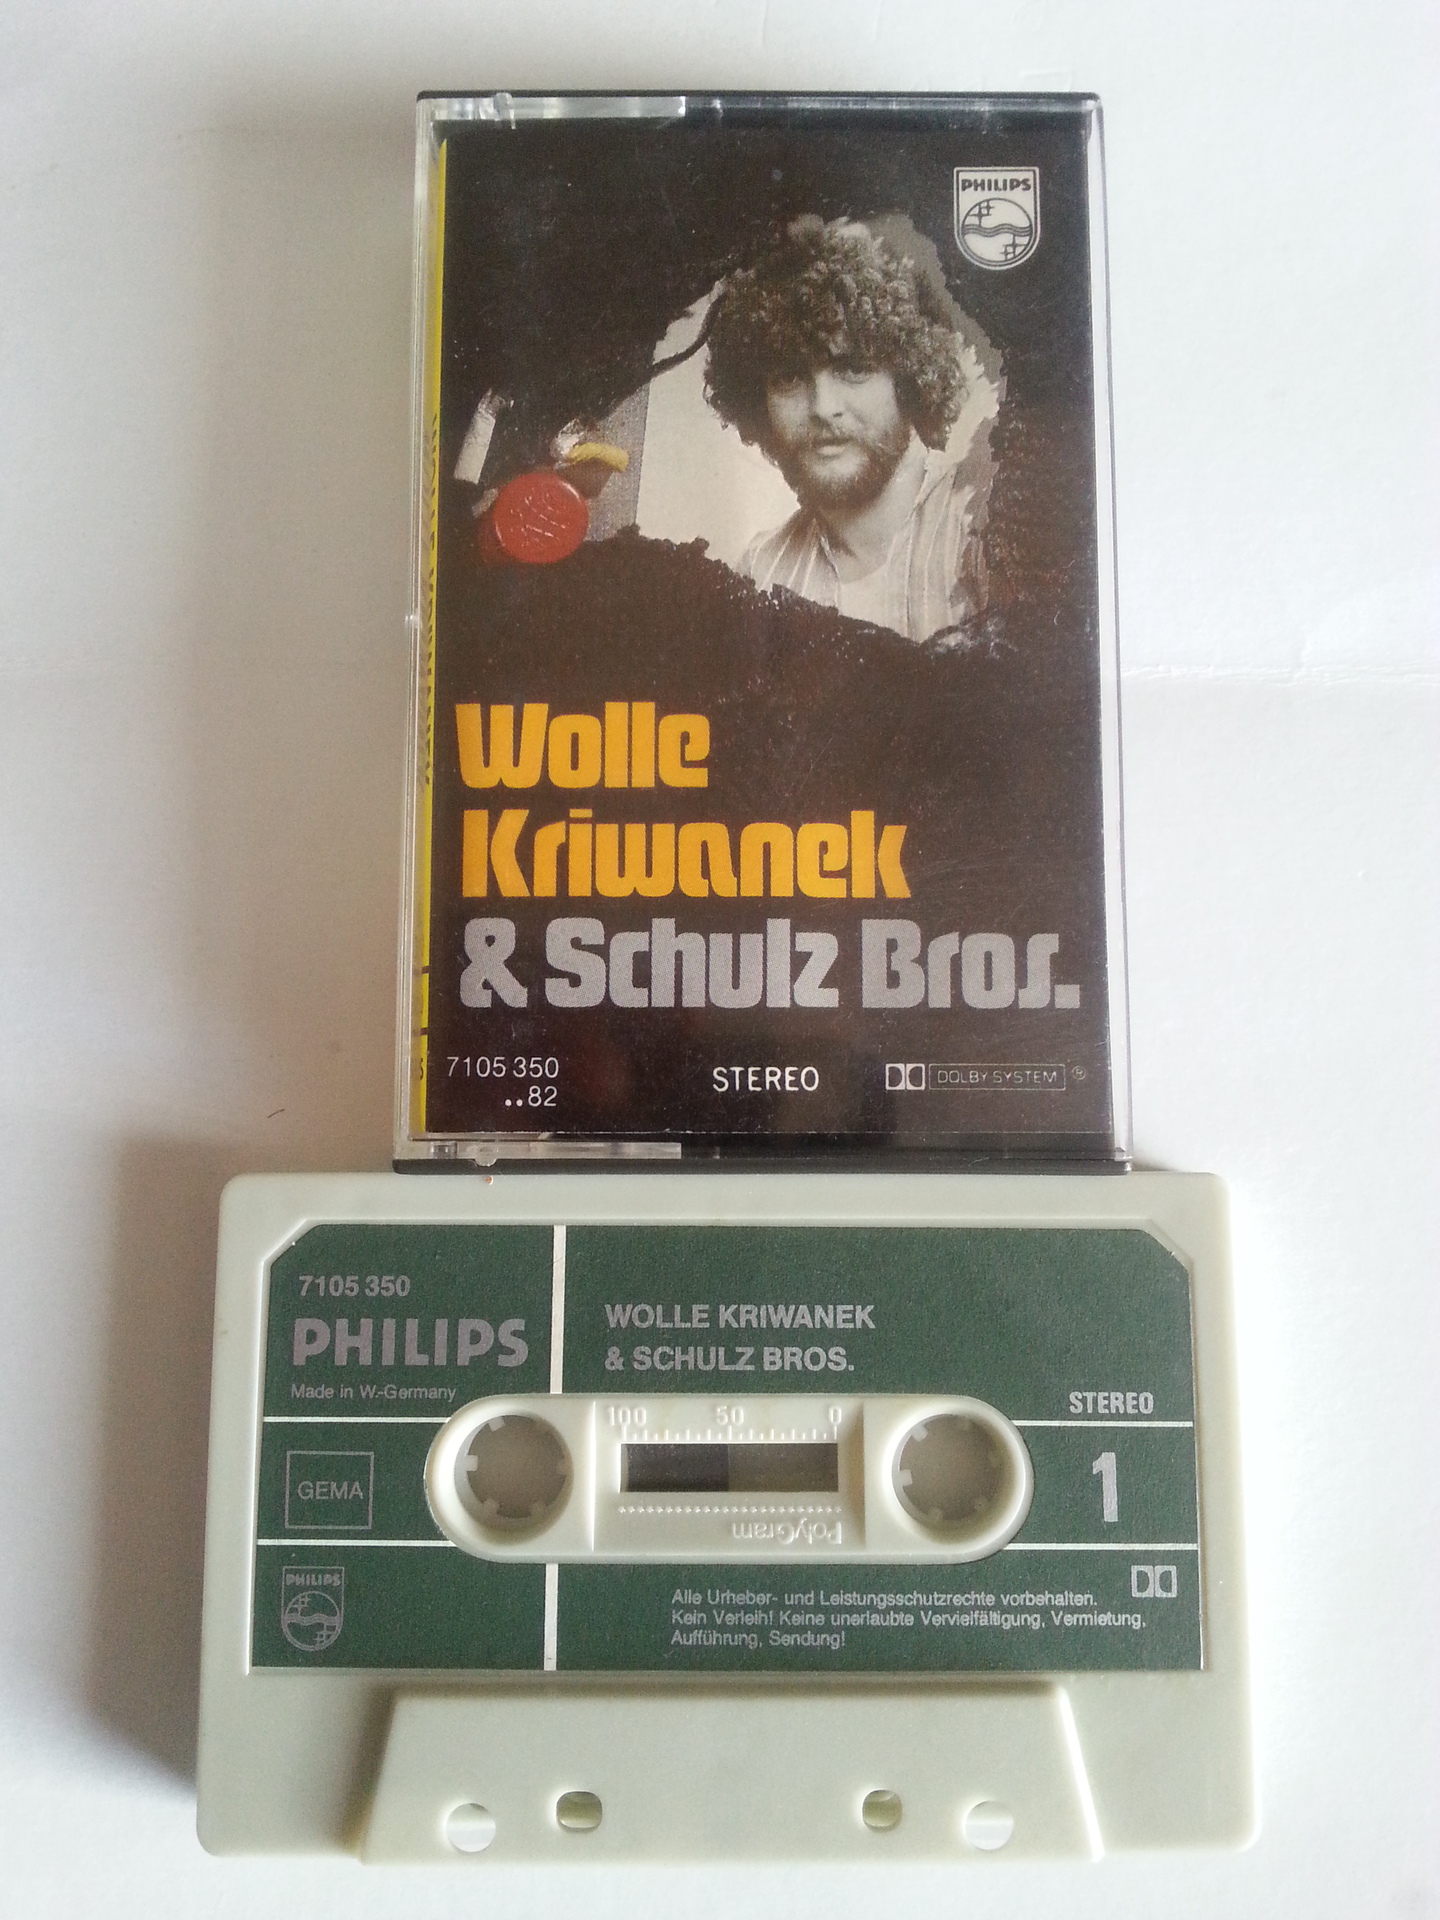 PHILIPS
Wolle
Kriwanek
& Schulz Bros.
7105 350
..82
STEREO
DOLBY SYSTEM ®
7105 350
PHILIPS
Made in W.-Germany
WOLLE KRIWANEK
& SCHULZ BROS.
STEREO
100 50 0
GEMA
1
PolyGram
PHILIPS
Alle Urheber- und Leistungsschutzrechte vorbehalten.
Kein Verleih! Keine unerlaubte Vervielfältigung, Vermietung,
Aufführung, Sendung!